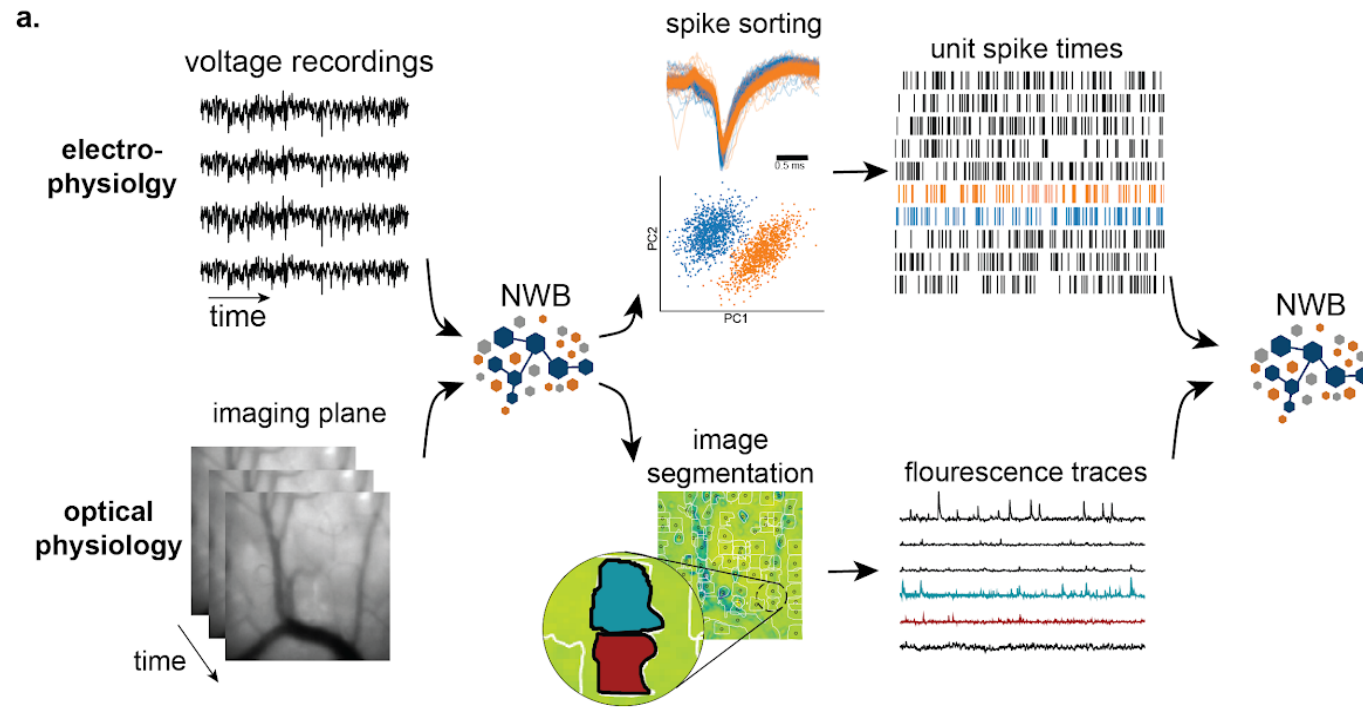 a.
voltage recordings
electro-
physiolgy
time
NWB
spike sorting
0.5 ms
PC2
PC1
unit spike times
NWB
imaging plane
optical
physiology
time
image
segmentation
flourescence traces